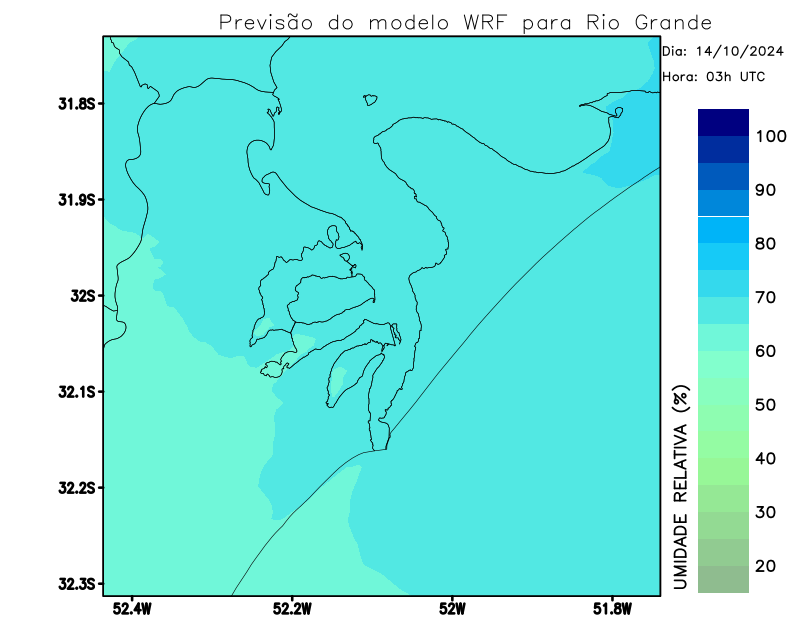 Previsão do modelo WRF para Rio Grande
Dia: 14/10/2024
Hora: 03h UTC
31.8S
31.9S
32S
32.1S
32.2S
32.3S
52.4W
52.2W
52W
51.8W
UMIDADE RELATIVA (%)
100
90
80
70
60
50
40
30
20